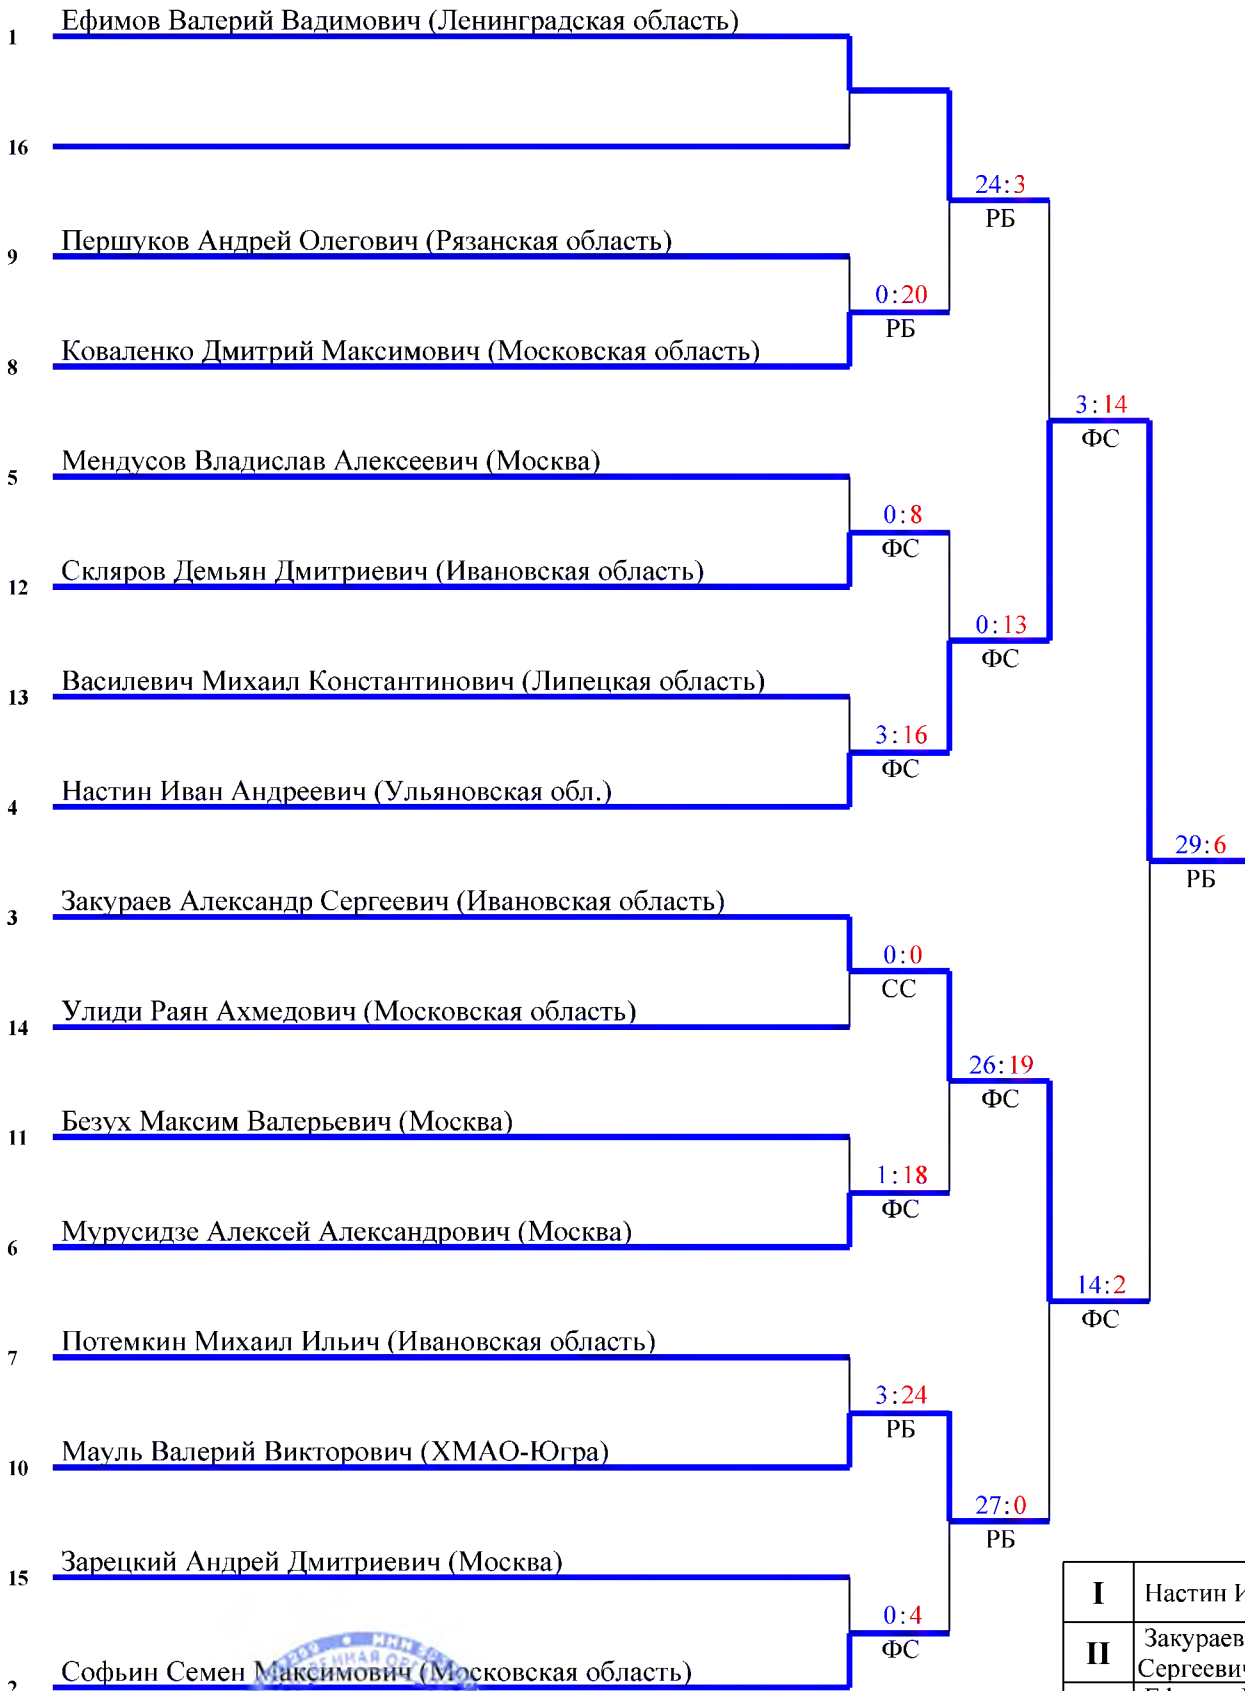 Ефимов Валерий Вадимович (Ленинградская область)
1
16
24:3
РБ
Першуков Андрей Олегович (Рязанская область)
9
0:20
РБ
Коваленко Дмитрий Максимович (Московская область)
8
3:14
ФС
Мендусов Владислав Алексеевич (Москва)
5
0:8
ФС
Скляров Демьян Дмитриевич (Ивановская область)
12
0:13
ФС
Василевич Михаил Константинович (Липецкая область)
13
3:16
ФС
Настин Иван Андреевич (Ульяновская обл.)
4
29:6
РБ
Закураев Александр Сергеевич (Ивановская область)
3
0:0
СС
Улиди Раян Ахмедович (Московская область)
14
26:19
ФС
Безух Максим Валерьевич (Москва)
11
1:18
ФС
Мурусидзе Алексей Александрович (Москва)
6
14:2
ФС
Потемкин Михаил Ильич (Ивановская область)
7
3:24
РБ
Мауль Валерий Викторович (ХМАО-Югра)
10
27:0
РБ
Зарецкий Андрей Дмитриевич (Москва)
15
I Настин И
0:4
ФС
II Закураев
Сергеевич
Софьин Семен Максимович (Московская область)
2